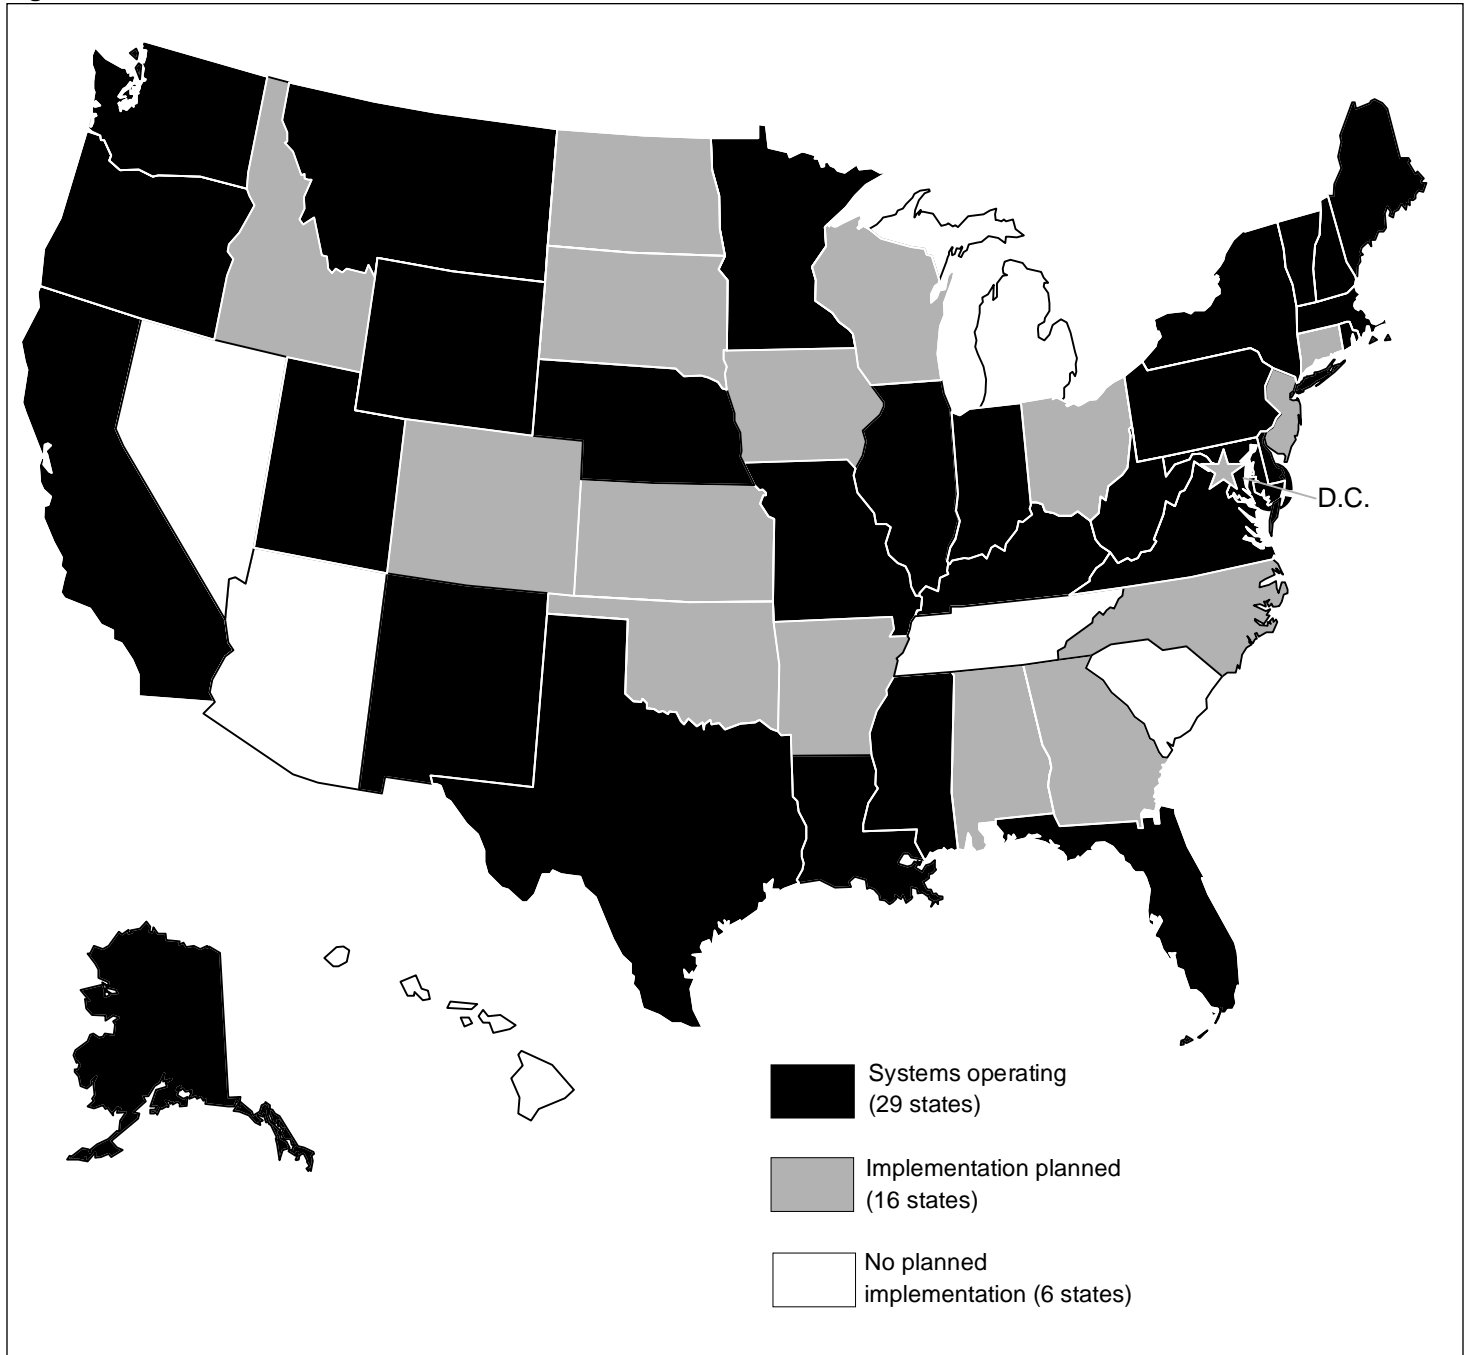 D.C.
Systems operating
(29 states)
Implementation planned
(16 states)
No planned
implementation (6 states)